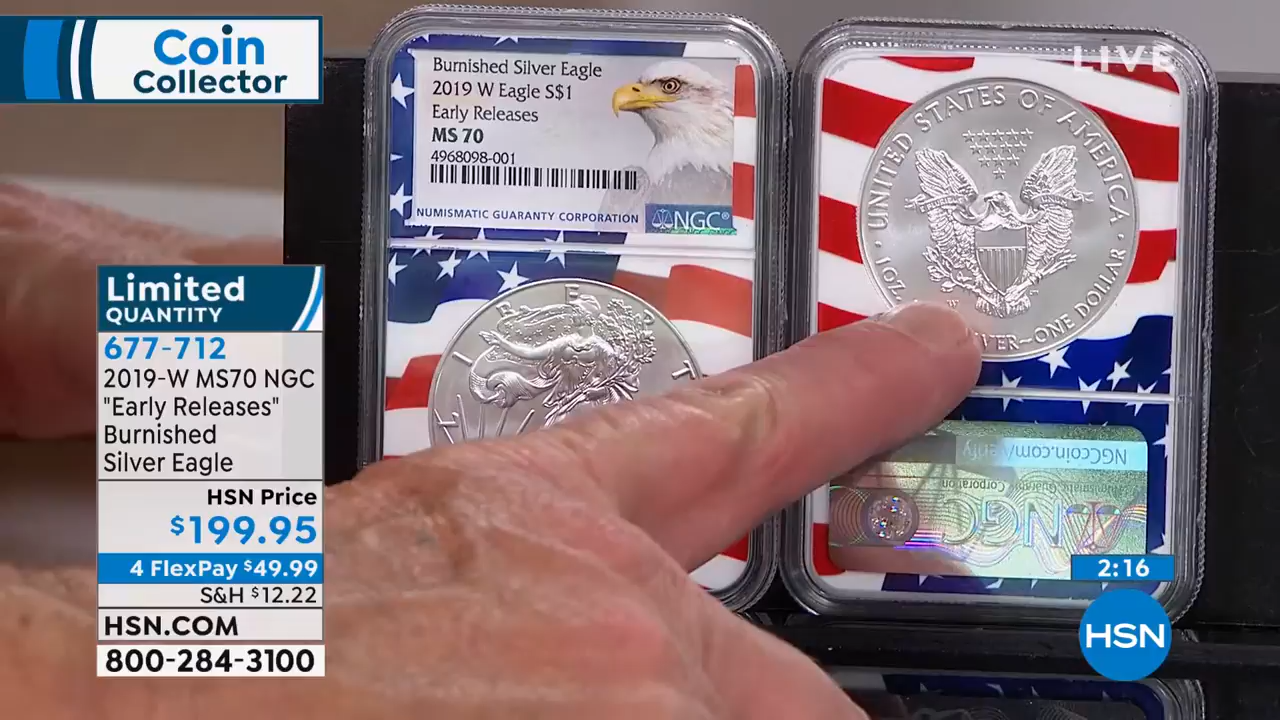 Coin
Collector
LIVE
Burnished Silver Eagle
2019 W Eagle S$1
Early Releases
MS 70
4968098-001
NUMISMATIC GUARANTY CORPORATION
NGC
UNITED STATES OF AMERICA
1 OZ.
VER~ONE DOLLAR
W
L I E T
Limited
QUANTITY
677-712
2019-W MS70 NGC
"Early Releases"
Burnished
Silver Eagle
HSN Price
$199.95
4 FlexPay $49.99
S&H $12.22
HSN.COM
800-284-3100
NGCcoin.com/verify
Corporation
NGC
2:16
HSN